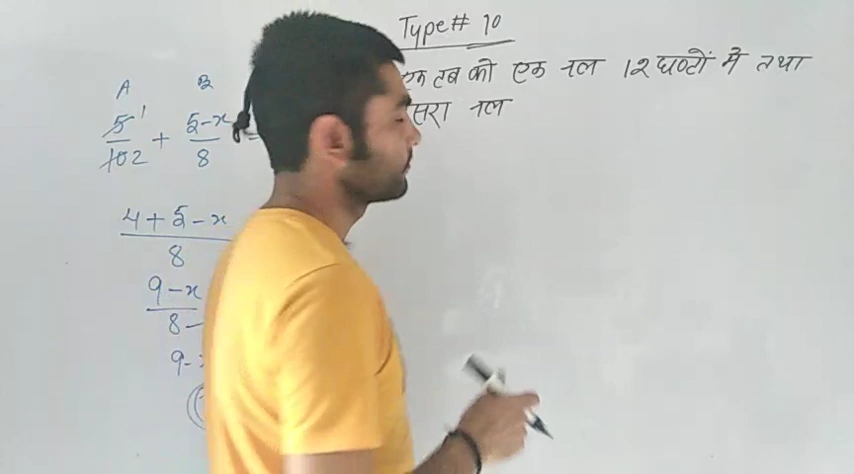 Type# 10
एक टब को एक नल 12 घण्टों में तथा
सरा नल
A B
5 1 / 10 2 + 5-x / 8 =
4+5-x / 8
9-x / 8
9-